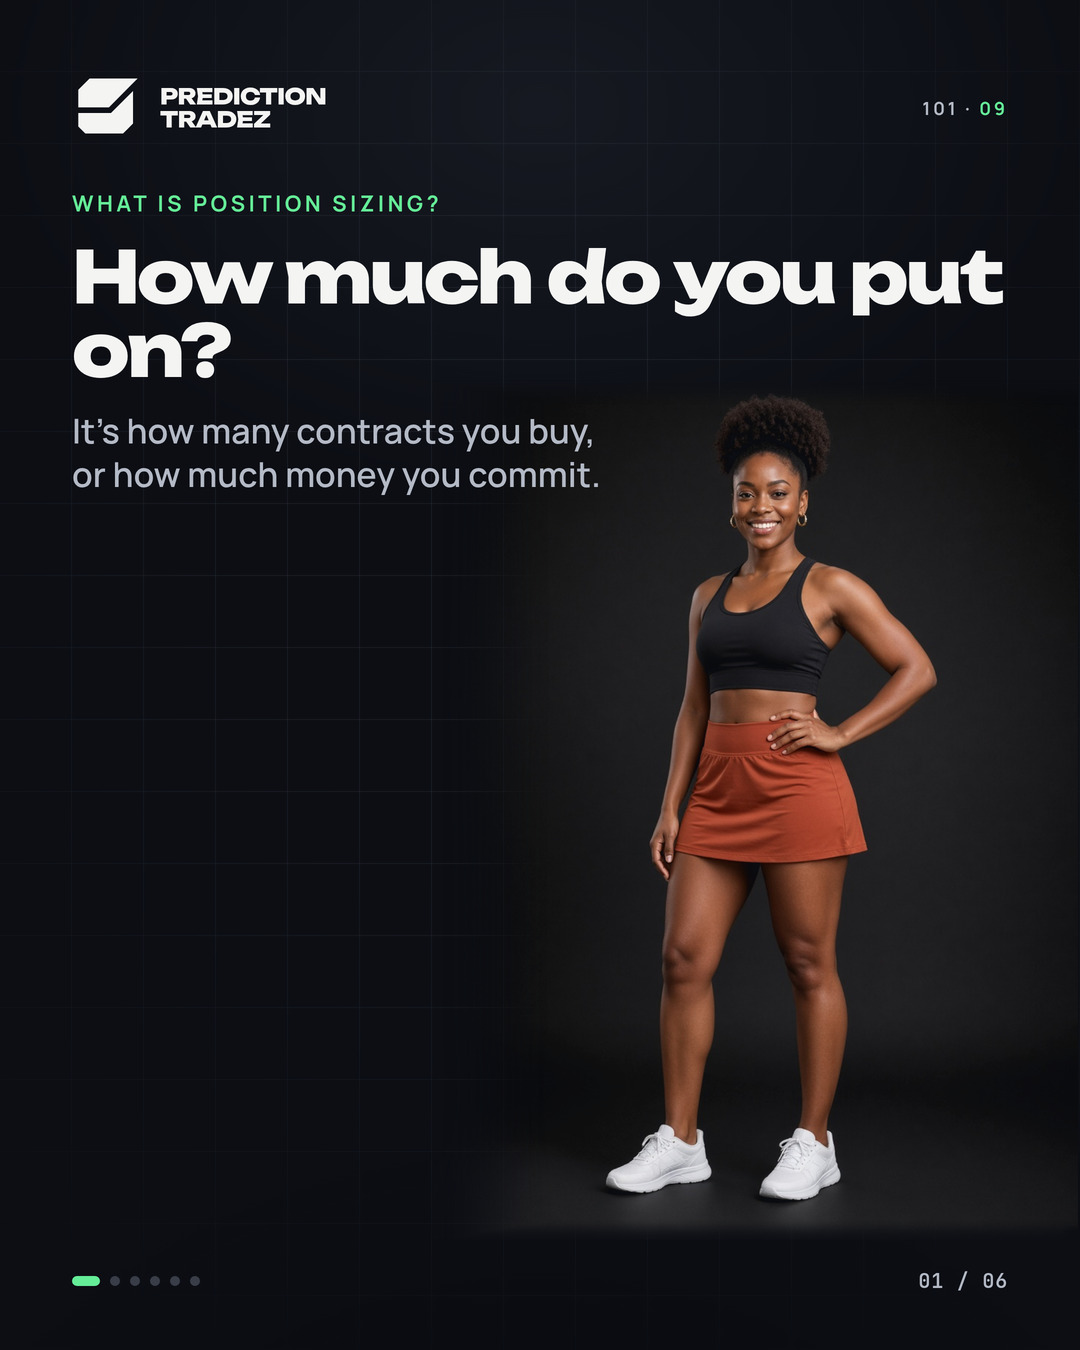 PREDICTION
TRADEZ
101 · 09
WHAT IS POSITION SIZING?
How much do you put
on?
It’s how many contracts you buy,
or how much money you commit.
01 / 06